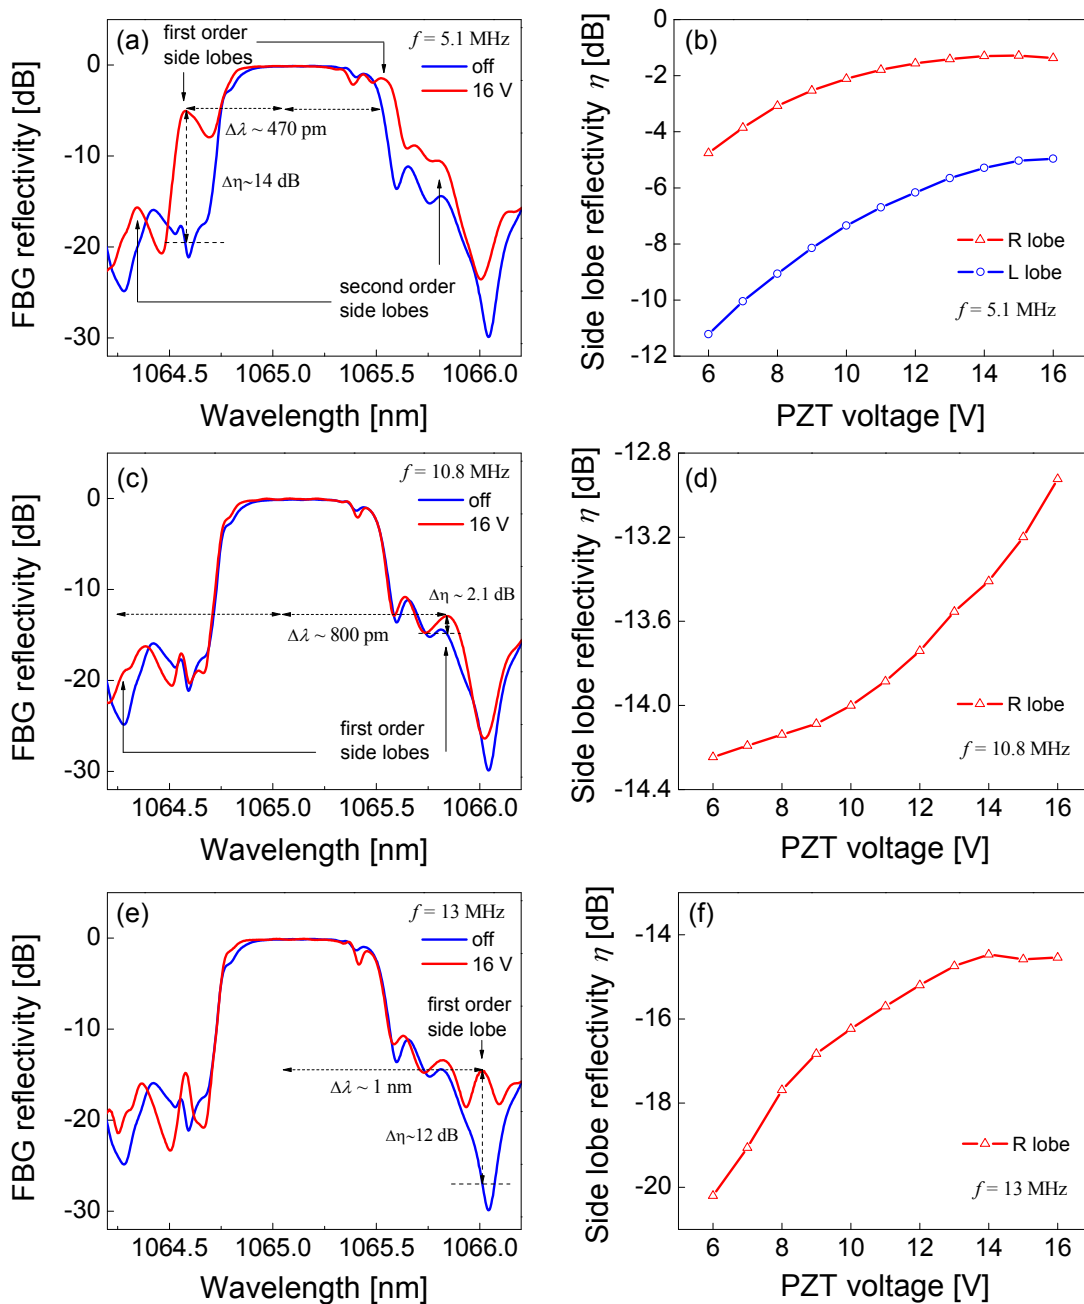 (a)
first order
side lobes
f = 5.1 MHz
off
16 V
Δλ ~ 470 pm
Δη~14 dB
second order
side lobes
0
-10
-20
-30
FBG reflectivity [dB]
1064.5 1065.0 1065.5 1066.0
Wavelength [nm]
(b)
0
-2
-4
-6
-8
-10
-12
Side lobe reflectivity η [dB]
R lobe
L lobe
f = 5.1 MHz
6 8 10 12 14 16
PZT voltage [V]
(c)
f = 10.8 MHz
off
16 V
Δη ~ 2.1 dB
Δλ ~ 800 pm
first order
side lobes
0
-10
-20
-30
FBG reflectivity [dB]
1064.5 1065.0 1065.5 1066.0
Wavelength [nm]
(d)
-12.8
-13.2
-13.6
-14.0
-14.4
Side lobe reflectivity η [dB]
R lobe
f = 10.8 MHz
6 8 10 12 14 16
PZT voltage [V]
(e)
f = 13 MHz
off
16 V
first order
side lobe
Δλ ~ 1 nm
Δη~12 dB
0
-10
-20
-30
FBG reflectivity [dB]
1064.5 1065.0 1065.5 1066.0
Wavelength [nm]
(f)
-14
-16
-18
-20
Side lobe reflectivity η [dB]
R lobe
f = 13 MHz
6 8 10 12 14 16
PZT voltage [V]